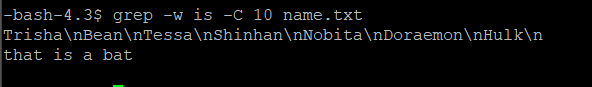 -bash-4.3$ grep -w is -C 10 name.txt
Trisha\nBean\nTessa\nShinhan\nNobita\nDoraemon\nHulk\n
that is a bat